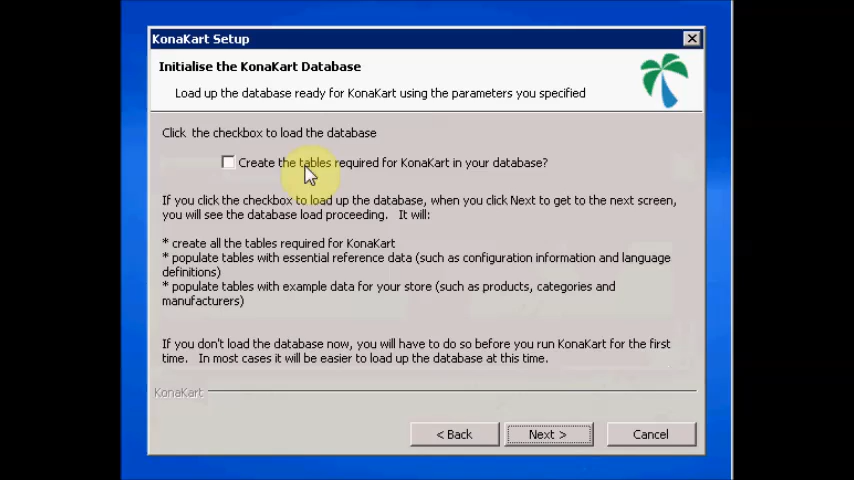 KonaKart Setup
Initialise the KonaKart Database
Load up the database ready for KonaKart using the parameters you specified
Click the checkbox to load the database
Create the tables required for KonaKart in your database?
If you click the checkbox to load up the database, when you click Next to get to the next screen,
you will see the database load proceeding. It will:
* create all the tables required for KonaKart
* populate tables with essential reference data (such as configuration information and language
definitions)
* populate tables with example data for your store (such as products, categories and
manufacturers)
If you don't load the database now, you will have to do so before you run KonaKart for the first
time. In most cases it will be easier to load up the database at this time.
KonaKart
< Back
Next >
Cancel